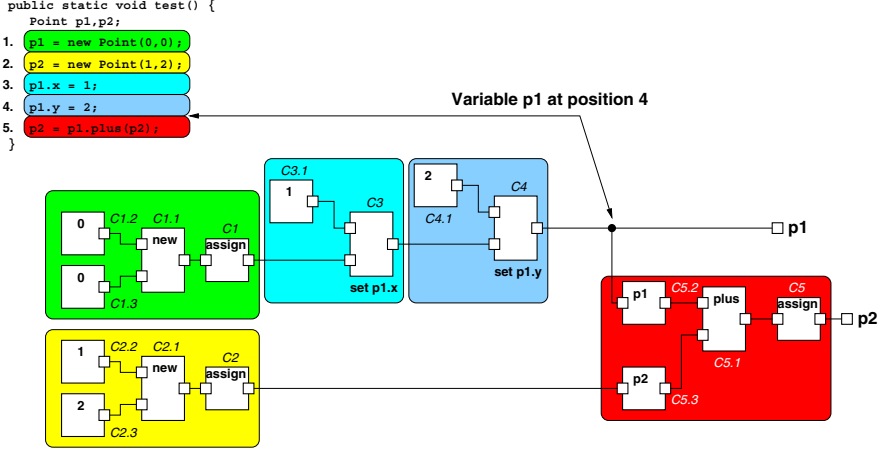 public static void test() {
Point p1,p2;
1. p1 = new Point(0,0);
2. p2 = new Point(1,2);
3. p1.x = 1;
4. p1.y = 2;
5. p2 = p1.plus(p2);
}
Variable p1 at position 4
C3.1
1
C3
set p1.x
2
C4.1
C4
set p1.y
0
C1.2
C1.1
new
C1
assign
0
C1.3
p1
p1
C5.2
plus
C5
assign
p2
C5.1
p2
C5.3
1
C2.2
C2.1
new
C2
assign
2
C2.3